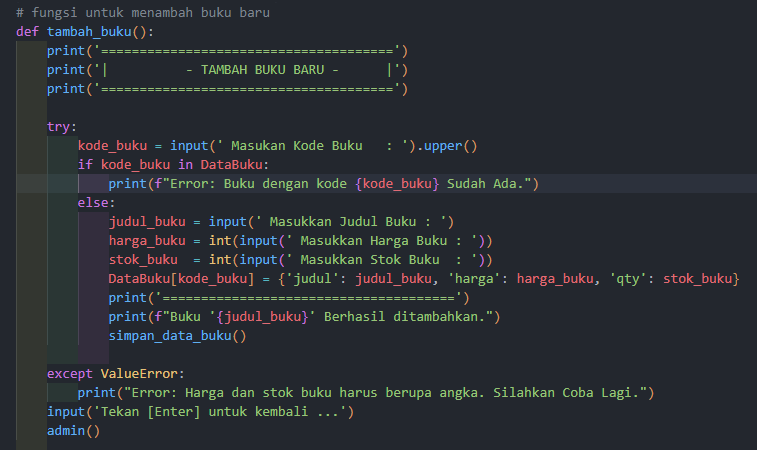 # fungsi untuk menambah buku baru
def tambah_buku():
    print('======================================')
    print('|          - TAMBAH BUKU BARU -      |')
    print('======================================')

    try:
        kode_buku = input(' Masukan Kode Buku   : ').upper()
        if kode_buku in DataBuku:
            print(f"Error: Buku dengan kode {kode_buku} Sudah Ada.")
        else:
            judul_buku = input(' Masukkan Judul Buku : ')
            harga_buku = int(input(' Masukkan Harga Buku : '))
            stok_buku  = int(input(' Masukkan Stok Buku  : '))
            DataBuku[kode_buku] = {'judul': judul_buku, 'harga': harga_buku, 'qty': stok_buku}
            print('======================================')
            print(f"Buku '{judul_buku}' Berhasil ditambahkan.")
            simpan_data_buku()

    except ValueError:
        print("Error: Harga dan stok buku harus berupa angka. Silahkan Coba Lagi.")
    input('Tekan [Enter] untuk kembali ...')
    admin()